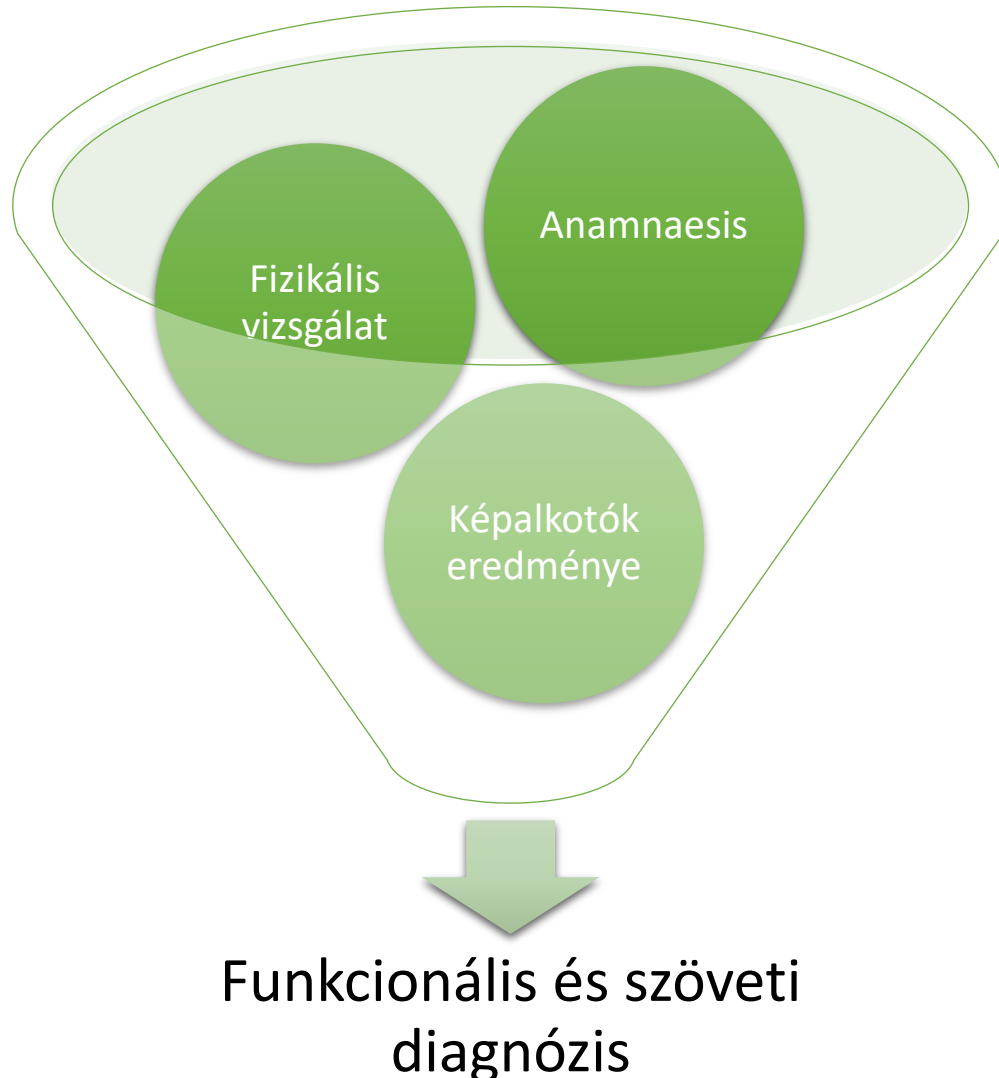 Anamnaesis
Fizikális
vizsgálat
Képalkotók
eredménye
Funkcionális és szöveti
diagnózis